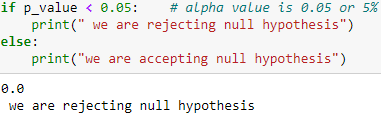 if p_value < 0.05:    # alpha value is 0.05 or 5%
    print(" we are rejecting null hypothesis")
else:
    print("we are accepting null hypothesis")
0.0
 we are rejecting null hypothesis